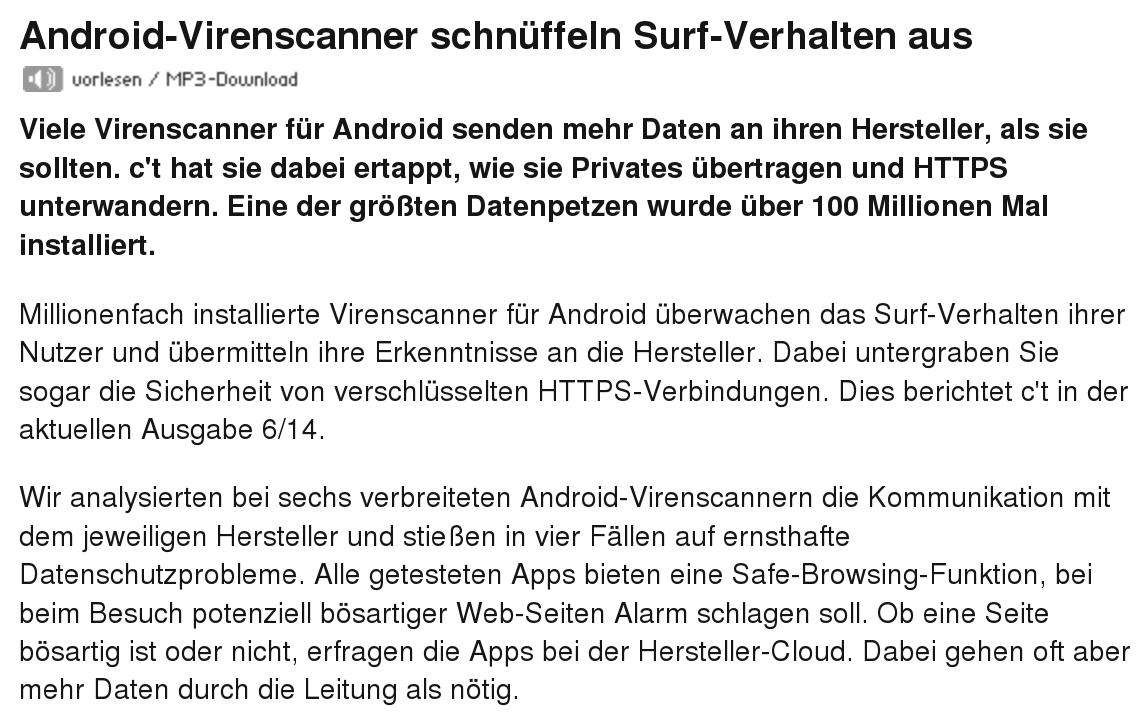 Android-Virenscanner schnüffeln Surf-Verhalten aus
vorlesen / MP3-Download
Viele Virenscanner für Android senden mehr Daten an ihren Hersteller, als sie
sollten. c't hat sie dabei ertappt, wie sie Privates übertragen und HTTPS
unterwandern. Eine der größten Datenpetzen wurde über 100 Millionen Mal
installiert.
Millionenfach installierte Virenscanner für Android überwachen das Surf-Verhalten ihrer
Nutzer und übermitteln ihre Erkenntnisse an die Hersteller. Dabei untergraben Sie
sogar die Sicherheit von verschlüsselten HTTPS-Verbindungen. Dies berichtet c't in der
aktuellen Ausgabe 6/14.
Wir analysierten bei sechs verbreiteten Android-Virenscannern die Kommunikation mit
dem jeweiligen Hersteller und stießen in vier Fällen auf ernsthafte
Datenschutzprobleme. Alle getesteten Apps bieten eine Safe-Browsing-Funktion, bei
beim Besuch potenziell bösartiger Web-Seiten Alarm schlagen soll. Ob eine Seite
bösartig ist oder nicht, erfragen die Apps bei der Hersteller-Cloud. Dabei gehen oft aber
mehr Daten durch die Leitung als nötig.